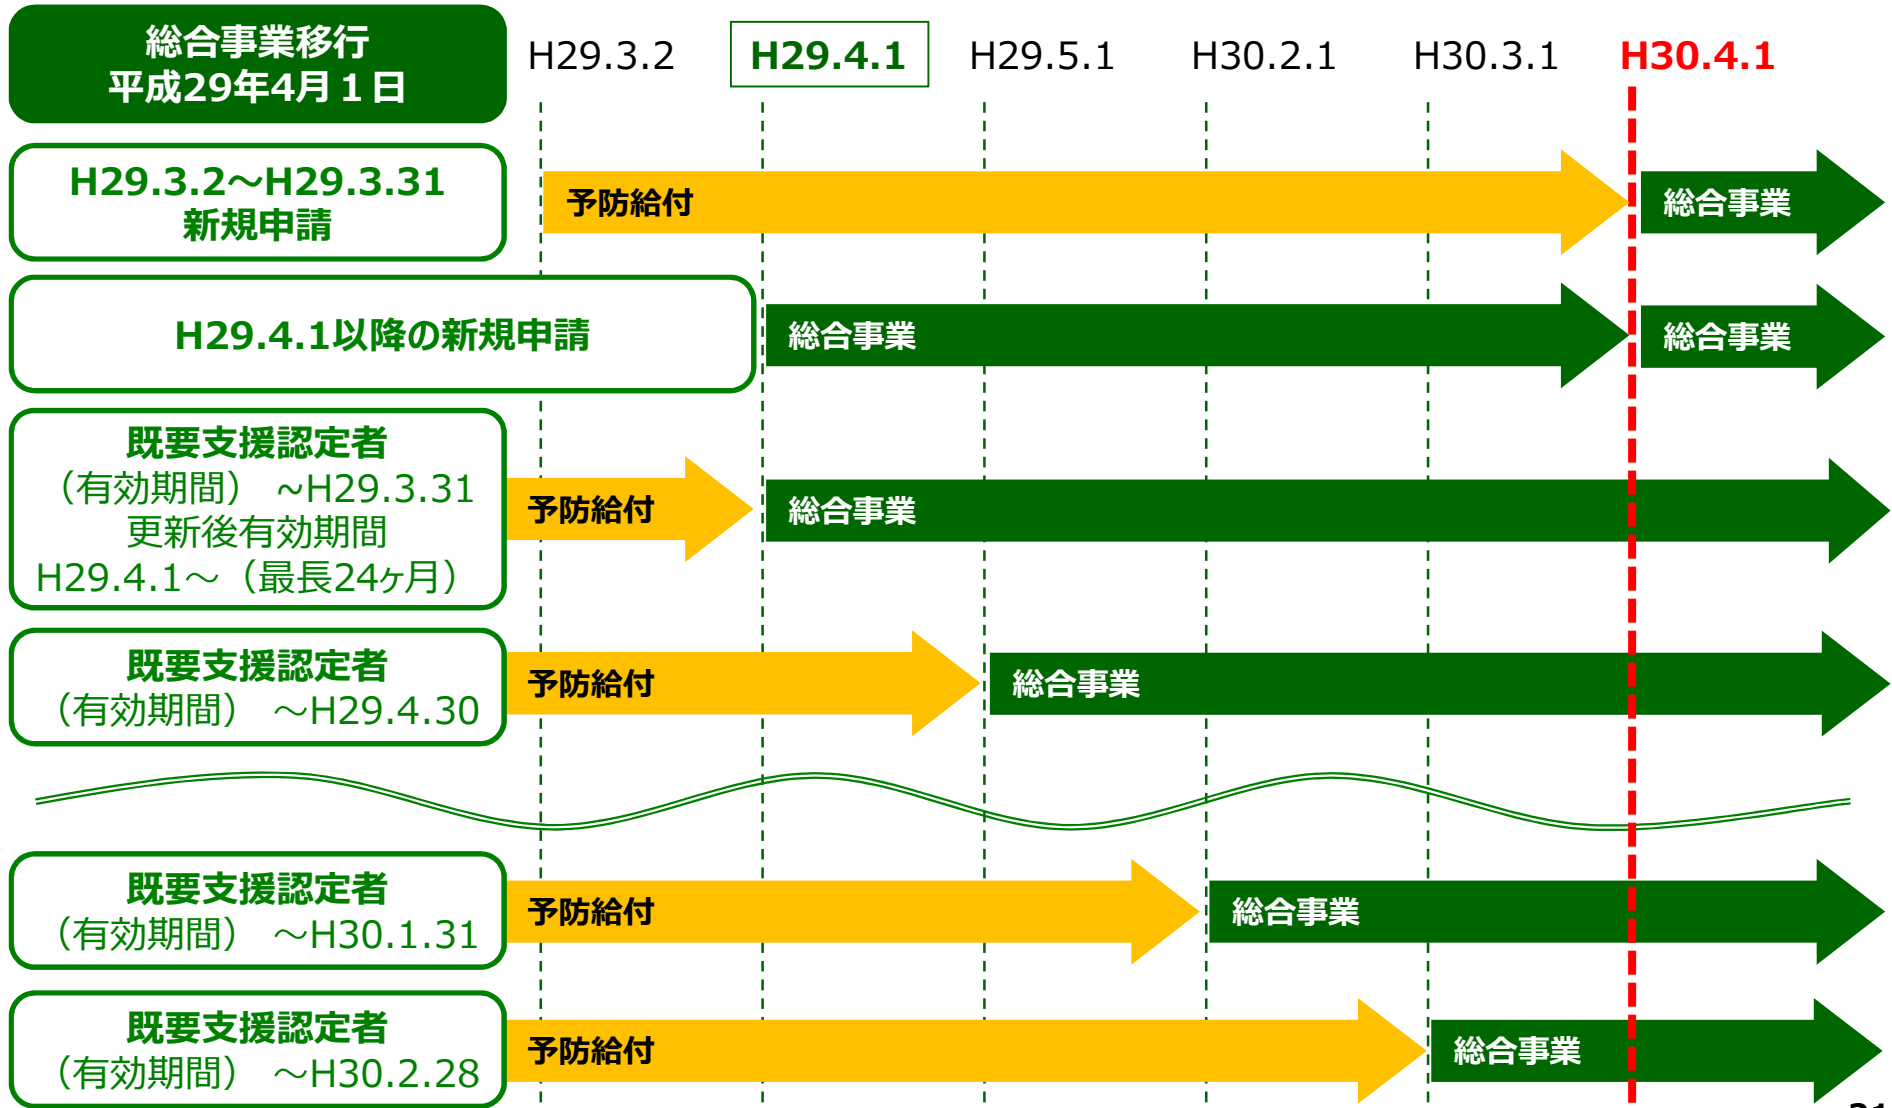 総合事業移行
平成29年4月１日
H29.3.2
H29.4.1
H29.5.1
H30.2.1
H30.3.1
H30.4.1
H29.3.2～H29.3.31
新規申請
予防給付
総合事業
H29.4.1以降の新規申請
総合事業
総合事業
既要支援認定者
（有効期間） ~H29.3.31
更新後有効期間
H29.4.1～（最長24ヶ月）
予防給付
総合事業
既要支援認定者
（有効期間） ～H29.4.30
予防給付
総合事業
既要支援認定者
（有効期間） ～H30.1.31
予防給付
総合事業
既要支援認定者
（有効期間） ～H30.2.28
予防給付
総合事業